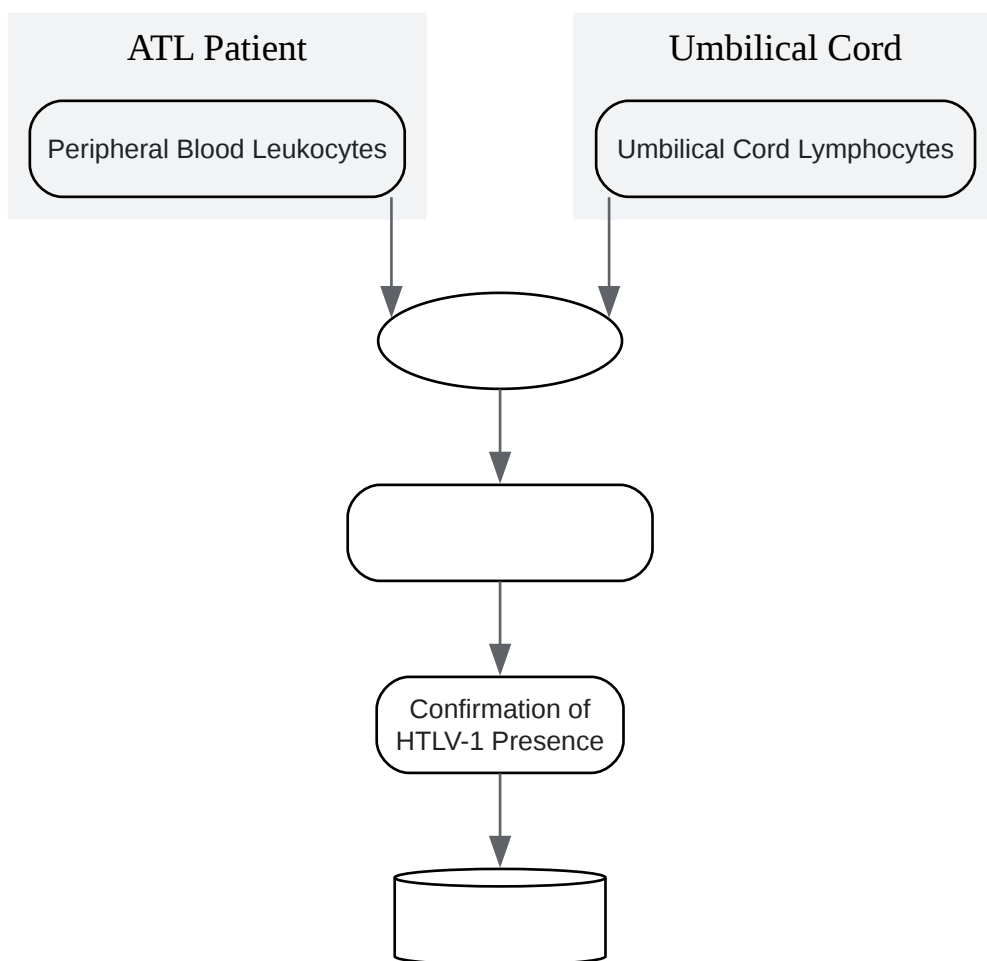 ATL Patient
Umbilical Cord
Peripheral Blood Leukocytes
Umbilical Cord Lymphocytes
Confirmation of
HTLV-1 Presence